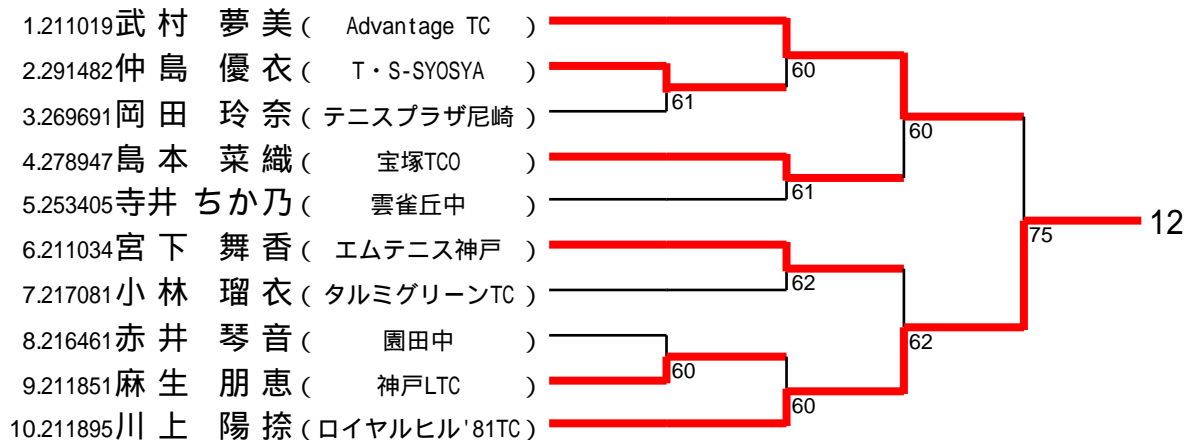 1.211019武村 夢美( Advantage TC )
2.291482仲島 優衣( T・S-SYOSYA )
3.269691岡田 玲奈( テニスプラザ尼崎 )
4.278947島本 菜織( 宝塚TCO )
5.253405寺井 ちか乃( 雲雀丘中 )
6.211034宮下 舞香( エムテニス神戸 )
7.217081小林 瑠衣( タルミグリーンTC )
8.216461赤井 琴音( 園田中 )
9.211851麻生 朋恵( 神戸LTC )
10.211895川上 陽捺(ロイヤルヒル'81TC)
61
60
60
61
62
60
60
62
75
12